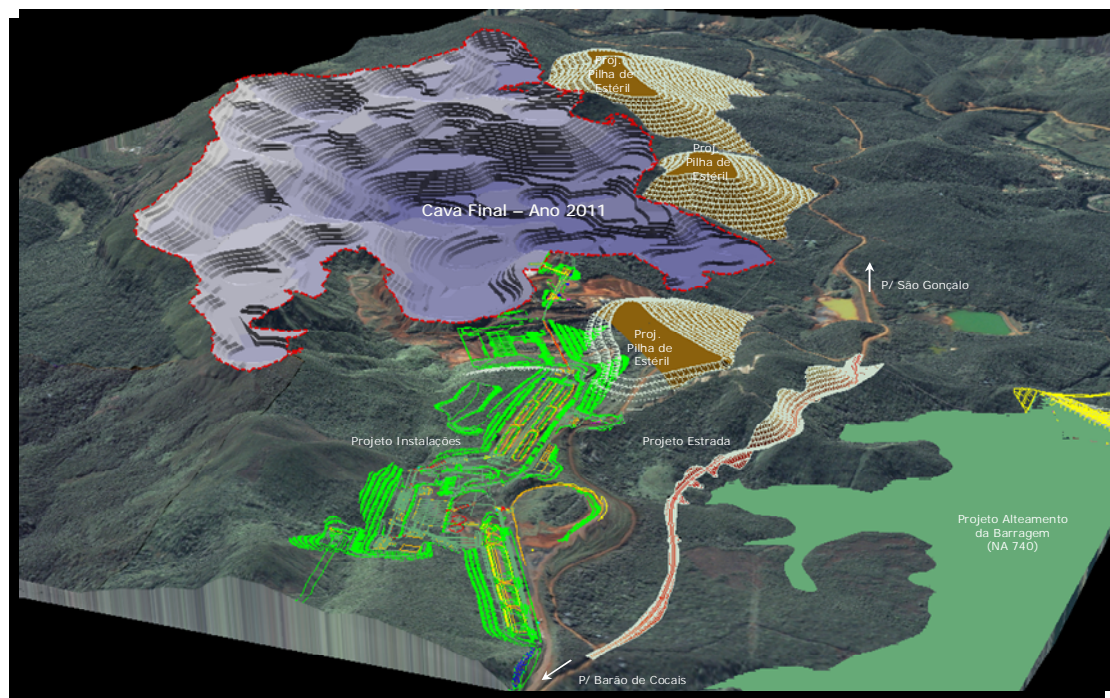 Proj.
Pilha de
Estéril
Proj.
Pilha de
Estéril
Cava Final – Ano 2011
P/ São Gonçalo
Proj.
Pilha de
Estéril
Projeto Instalações
Projeto Estrada
Projeto Alteamento
da Barragem
(NA 740)
P/ Barão de Cocais